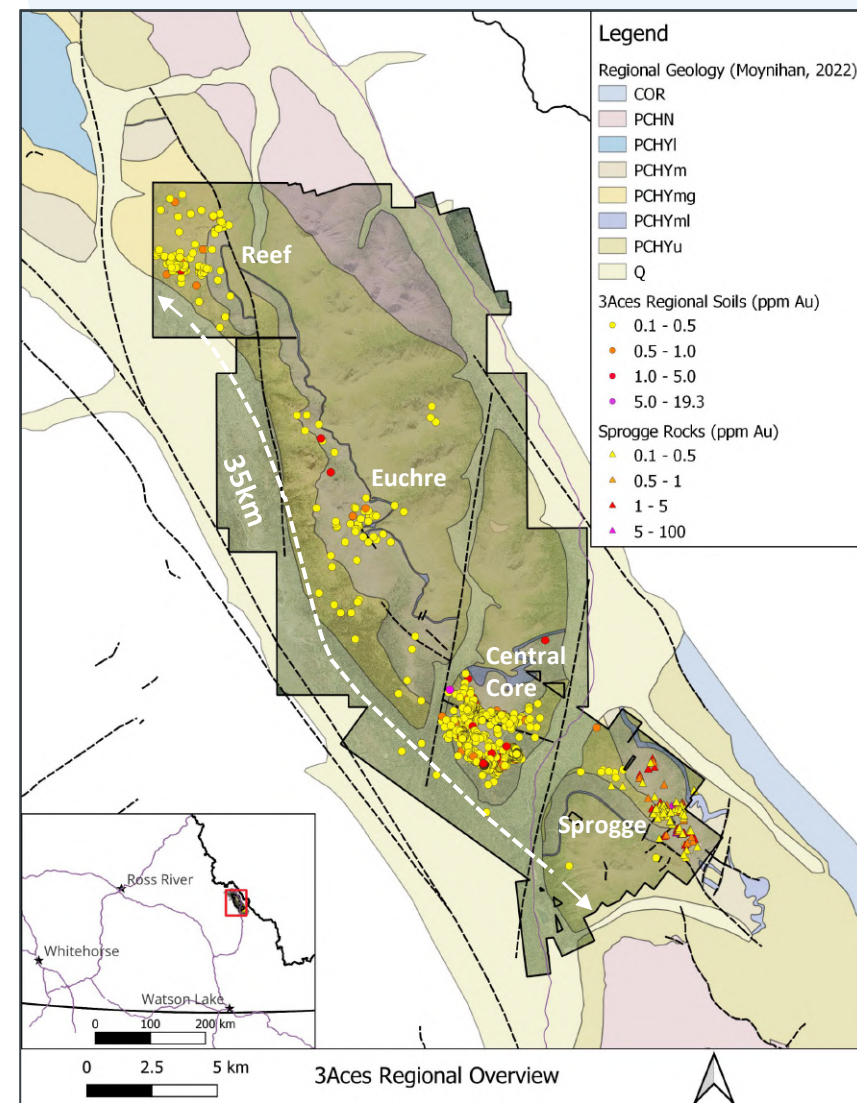 Legend
Regional Geology (Moynihan, 2022)
COR
PCHN
PCHYl
PCHYm
PCHYmg
PCHYml
PCHYu
Q
3Aces Regional Soils (ppm Au)
0.1 - 0.5
0.5 - 1.0
1.0 - 5.0
5.0 - 19.3
Sprogge Rocks (ppm Au)
0.1 - 0.5
0.5 - 1
1 - 5
5 - 100
Reef
35km
Euchre
Central
Core
Sprogge
Ross River
Whitehorse
Watson Lake
0 100 200 km
0 2.5 5 km
3Aces Regional Overview